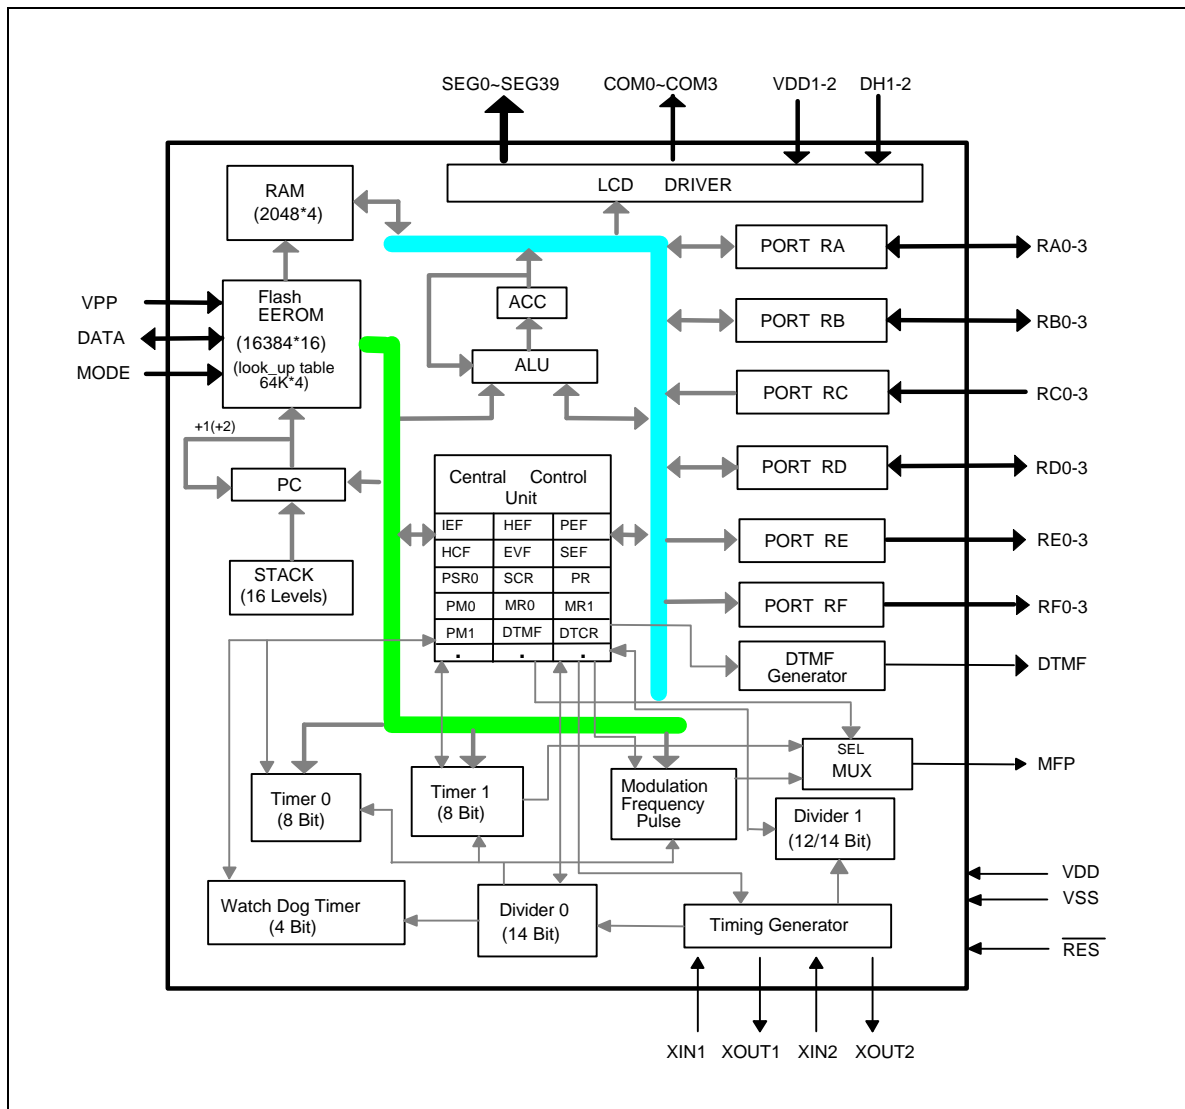 SEG0~SEG39
COM0~COM3
VDD1-2
DH1-2
LCD DRIVER
RAM
(2048*4)
PORT RA
RA0-3
VPP
DATA
MODE
Flash
EEROM
(16384*16)
(look_up table
64K*4)
ACC
ALU
PORT RB
RB0-3
PORT RC
RC0-3
+1(+2)
PC
PORT RD
RD0-3
STACK
(16 Levels)
Central Control
Unit
IEF HEF PEF
HCF EVF SEF
PSR0 SCR PR
PM0 MR0 MR1
PM1 DTMF DTCR
. . .
PORT RE
RE0-3
PORT RF
RF0-3
DTMF
Generator
DTMF
SEL
MUX
MFP
Timer 0
(8 Bit)
Timer 1
(8 Bit)
Modulation
Frequency
Pulse
Divider 1
(12/14 Bit)
VDD
VSS
RES
Watch Dog Timer
(4 Bit)
Divider 0
(14 Bit)
Timing Generator
XIN1
XOUT1
XIN2
XOUT2